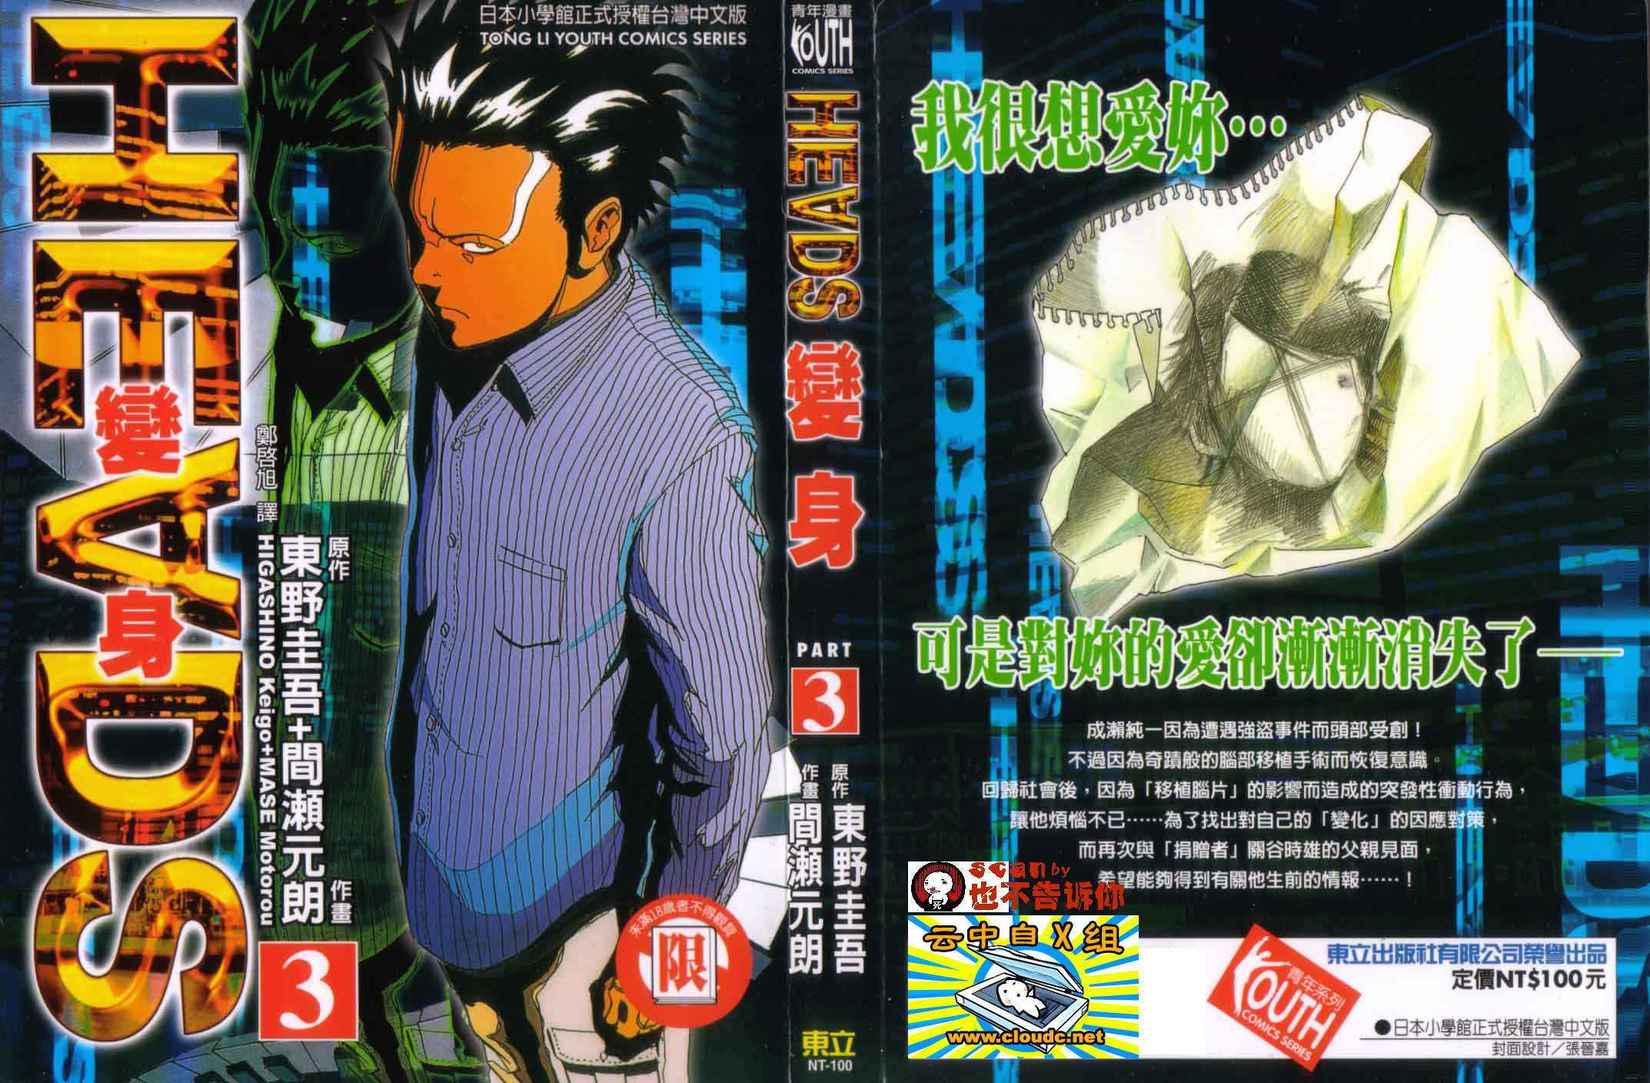 日本小學館正式授權台灣中文版
TONG LI YOUTH COMICS SERIES
HEADS
變身
鄭啓旭 譯
原作
東野圭吾+間瀬元朗
作畫
HIGASHINO Keigo+MASE Motorou
3
未滿18歲者不得觀覽
限
青年漫畫
YOUTH
COMICS SERIES
HEADS
變身
PART
3
原作 東野圭吾
作畫 間瀬元朗
東立
NT-100
我很想愛妳…
可是對妳的愛卻漸漸消失了——
成瀨純一因為遭遇強盜事件而頭部受創！
不過因為奇蹟般的腦部移植手術而恢復意識。
回歸社會後，因為「移植腦片」的影響而造成的突發性衝動行為，
讓他煩惱不已……為了找出對自己的「變化」的因應對策，
而再次與「捐贈者」關谷時雄的父親見面，
希望能夠得到有關他生前的情報……！
scan by
也不告诉你
云中自X组
www.cloudc.net
青年系列
YOUTH
COMICS SERIES
東立出版社有限公司榮譽出品
定價NT$100元
●日本小學館正式授權台灣中文版
封面設計／張晉嘉